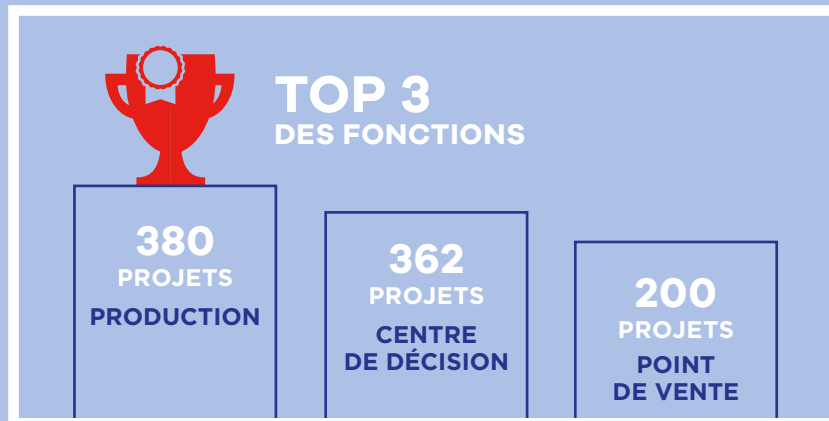 TOP 3
DES FONCTIONS
380
PROJETS
PRODUCTION
362
PROJETS
CENTRE
DE DÉCISION
200
PROJETS
POINT
DE VENTE